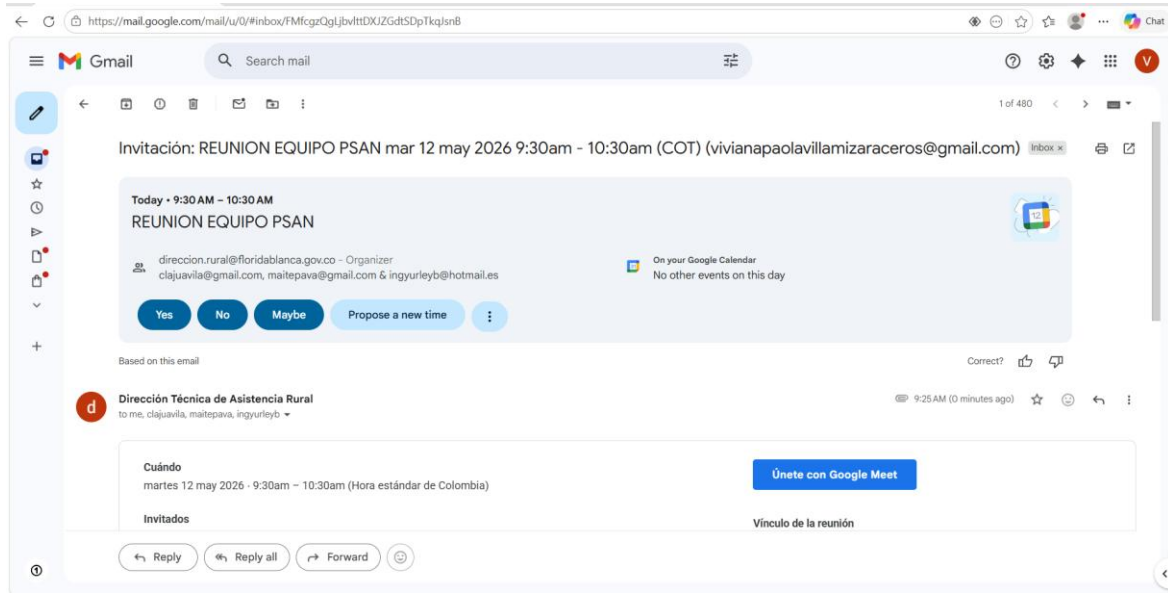 https://mail.google.com/mail/u/0/#inbox/FMfcgzQgLjbvlttDXJZGdtSDpTkqJsnB
Chat
Gmail
Search mail
V
1 of 480
Invitación: REUNION EQUIPO PSAN mar 12 may 2026 9:30am - 10:30am (COT) (vivianapaolavillamizaraceros@gmail.com) Inbox ×
Today • 9:30 AM – 10:30 AM
REUNION EQUIPO PSAN
12
direccion.rural@floridablanca.gov.co - Organizer
clajuavila@gmail.com, maitepava@gmail.com & ingyurleyb@hotmail.es
On your Google Calendar
No other events on this day
Yes No Maybe Propose a new time
Based on this email
Correct?
d
Dirección Técnica de Asistencia Rural
9:25 AM (0 minutes ago)
to me, clajuavila, maitepava, ingyurleyb
Cuándo
martes 12 may 2026 · 9:30am – 10:30am (Hora estándar de Colombia)
Únete con Google Meet
Invitados
Vínculo de la reunión
Reply Reply all Forward